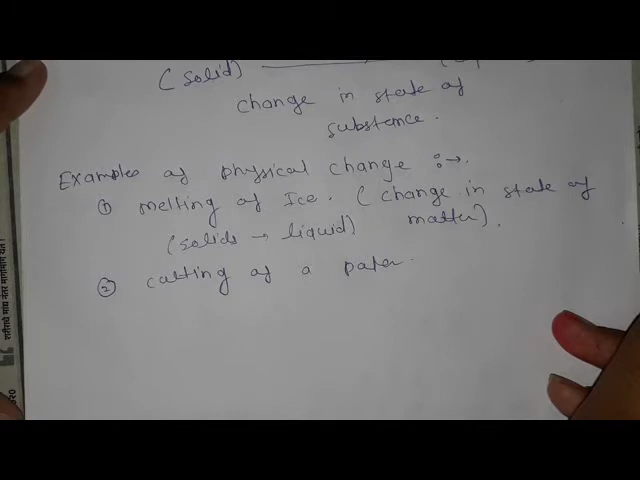 (solid)
change in state of
substence.
Examples of physical change :→.
① melting of Ice. (change in state of
(solids → liquid) matter).
② cutting of a paper.